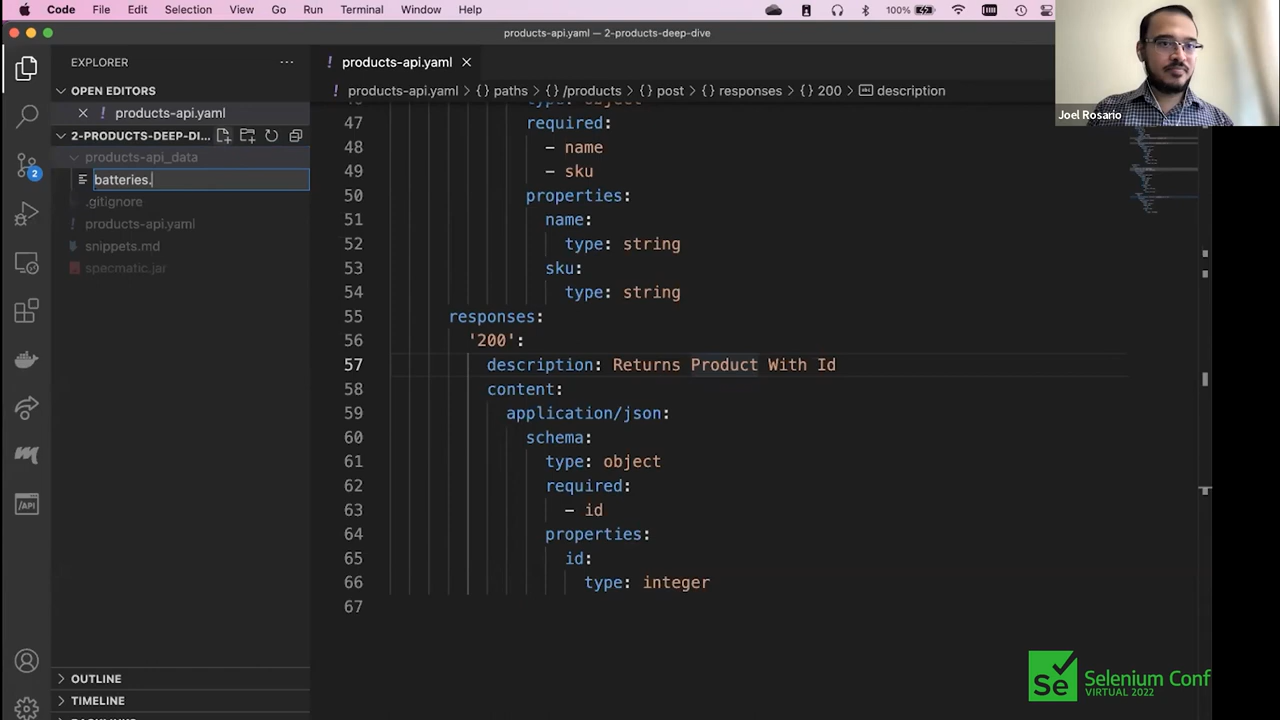 Code File Edit Selection View Go Run Terminal Window Help 100%
products-api.yaml — 2-products-deep-dive
EXPLORER
! products-api.yaml
products-api.yaml > {} paths > {} /products > {} post > {} responses > {} 200 > description
OPEN EDITORS
! products-api.yaml
2-PRODUCTS-DEEP-DI...
products-api_data
batteries.
.gitignore
! products-api.yaml
snippets.md
specmatic.jar
2
47 required:
48 - name
49 - sku
50 properties:
51 name:
52 type: string
53 sku:
54 type: string
55 responses:
56 '200':
57 description: Returns Product With Id
58 content:
59 application/json:
60 schema:
61 type: object
62 required:
63 - id
64 properties:
65 id:
66 type: integer
67
/API
OUTLINE
TIMELINE
Joel Rosario
Se Selenium Conf
VIRTUAL 2022